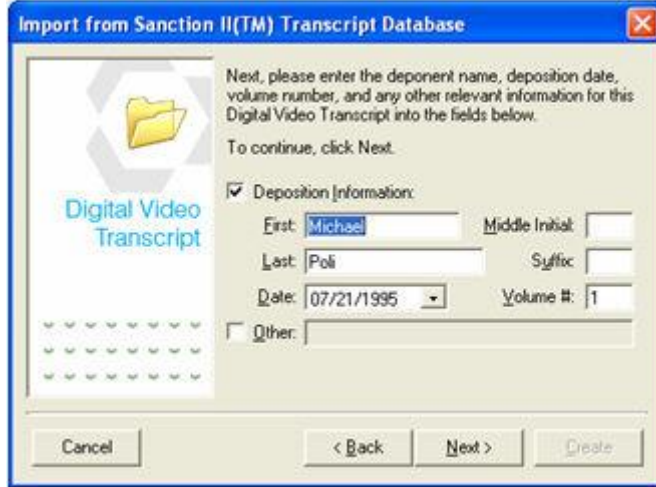 Import from Sanction II(TM) Transcript Database
Next, please enter the deponent name, deposition date,
volume number, and any other relevant information for this
Digital Video Transcript into the fields below.
To continue, click Next.
Digital Video
Transcript
Deposition Information:
First: Michael Middle Initial:
Last: Poli Suffix:
Date: 07/21/1995 Volume #: 1
Other:
Cancel < Back Next > Create